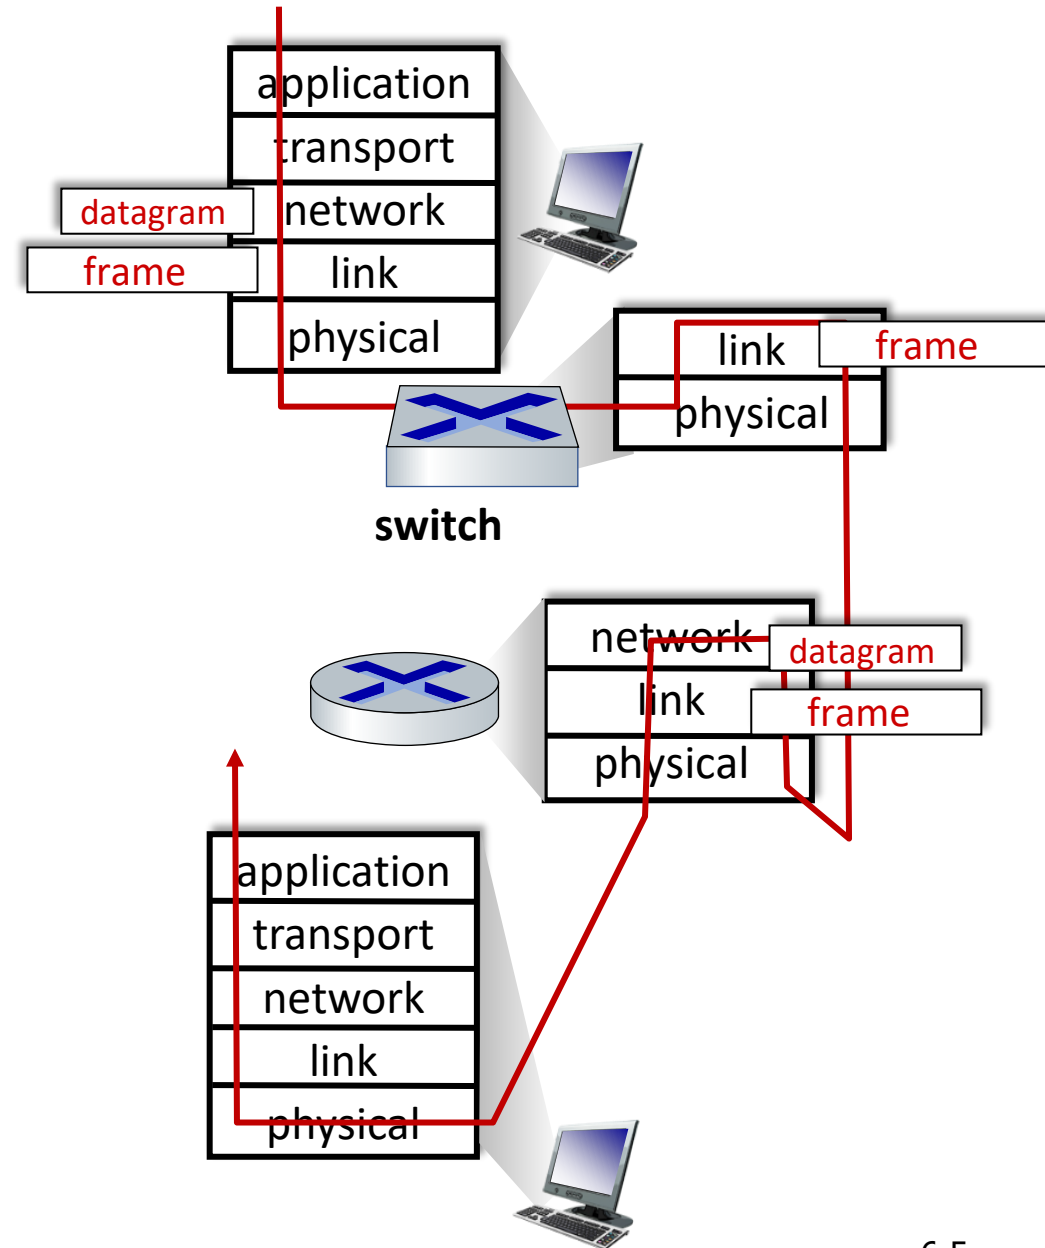 application
transport
datagram network
frame link
physical
link frame
physical
switch
network datagram
link frame
physical
application
transport
network
link
physical